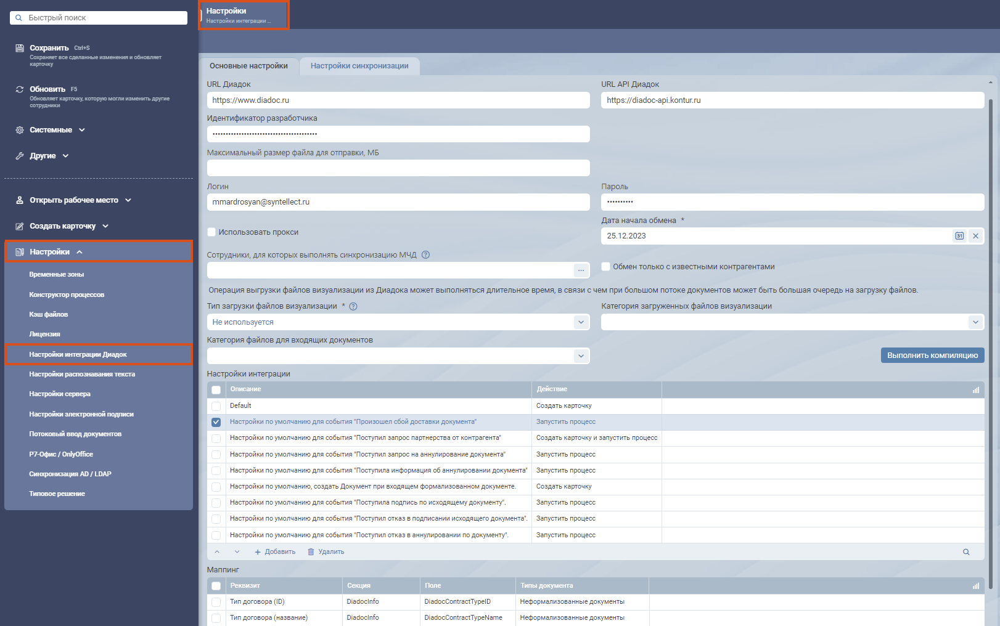 Быстрый поиск
Сохранить Ctrl+S
Сохраняет все сделанные изменения и обновляет
карточку
Обновить F5
Обновляет карточку, которую могли изменить другие
сотрудники
Системные
Другие
Открыть рабочее место
Создать карточку
Настройки
Временные зоны
Конструктор процессов
Кэш файлов
Лицензия
Настройки интеграции Диадок
Настройки распознавания текста
Настройки сервера
Настройки электронной подписи
Потоковый ввод документов
Р7-Офис / OnlyOffice
Синхронизация AD / LDAP
Типовое решение
Настройки
Настройки интеграции ...
Основные настройки Настройки синхронизации
URL Диадок URL API Диадок
https://www.diadoc.ru https://diadoc-api.kontur.ru
Идентификатор разработчика
Максимальный размер файла для отправки, МБ
Логин Пароль
mmardrosyan@syntellect.ru
Дата начала обмена *
Использовать прокси
25.12.2023 31
Сотрудники, для которых выполнять синхронизацию МЧД ?
...
Обмен только с известными контрагентами
Операция выгрузки файлов визуализации из Диадока может выполняться длительное время, в связи с чем при большом потоке документов может быть большая очередь на загрузку файлов.
Тип загрузки файлов визуализации * ? Категория загруженных файлов визуализации
Не используется
Категория файлов для входящих документов
Выполнить компиляцию
Настройки интеграции
Описание Действие
Default Создать карточку
Настройки по умолчанию для события "Произошел сбой доставки документа" Запустить процесс
Настройки по умолчанию для события "Поступил запрос партнерства от контрагента" Создать карточку и запустить процесс
Настройки по умолчанию для события "Поступил запрос на аннулирование документа" Запустить процесс
Настройки по умолчанию для события "Поступила информация об аннулировании документа" Запустить процесс
Настройки по умолчанию, создать Документ при входящем формализованном документе. Создать карточку
Настройки по умолчанию для события "Поступила подпись по исходящему документу". Запустить процесс
Настройки по умолчанию для события "Поступил отказ в подписании исходящего документа". Запустить процесс
Настройки по умолчанию для события "Поступил отказ в аннулировании по документу". Запустить процесс
+ Добавить Удалить
Маппинг
Реквизит Секция Поле Типы документа
Тип договора (ID) DiadocInfo DiadocContractTypeID Неформализованные документы
Тип договора (название) DiadocInfo DiadocContractTypeName Неформализованные документы